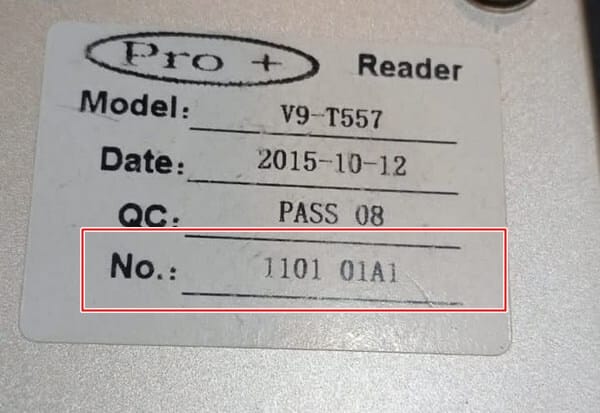 Pro + Reader
Model: V9-T557
Date: 2015-10-12
QC: PASS 08
No.: 1101 01A1